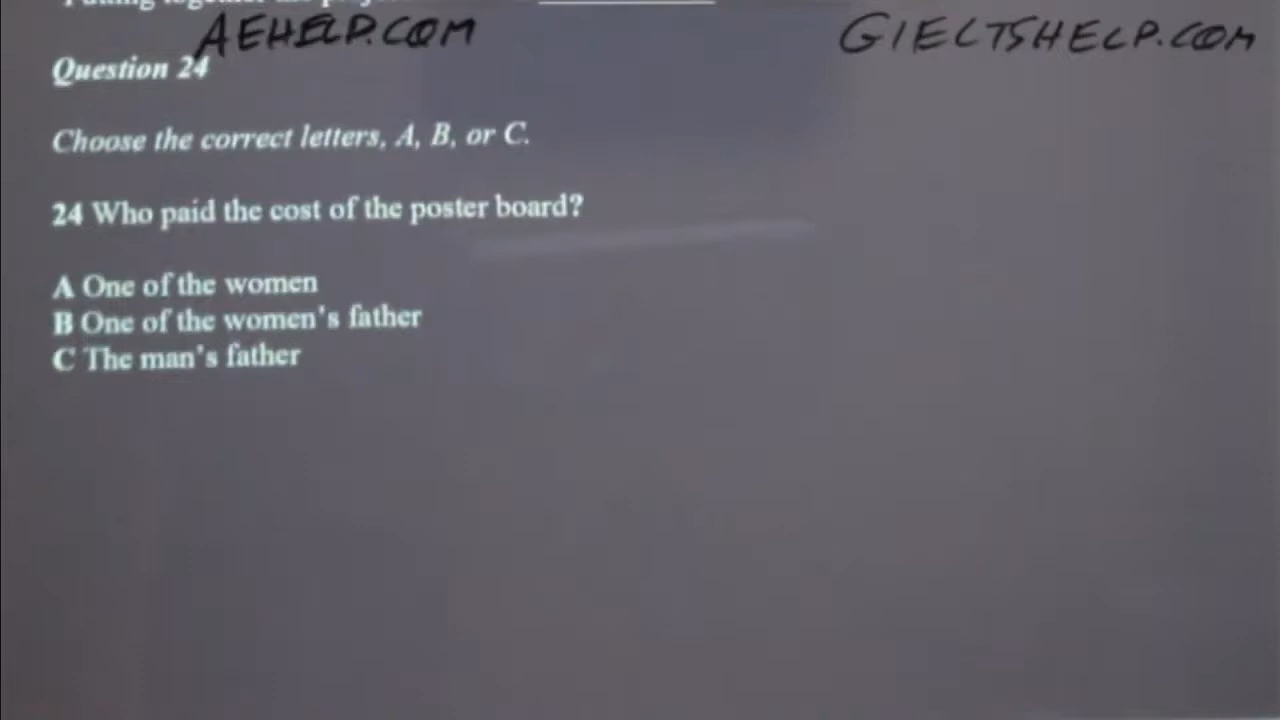 AEHELP.COM
GIELTSHELP.COM
Question 24
Choose the correct letters, A, B, or C.
24 Who paid the cost of the poster board?
A One of the women
B One of the women's father
C The man's father